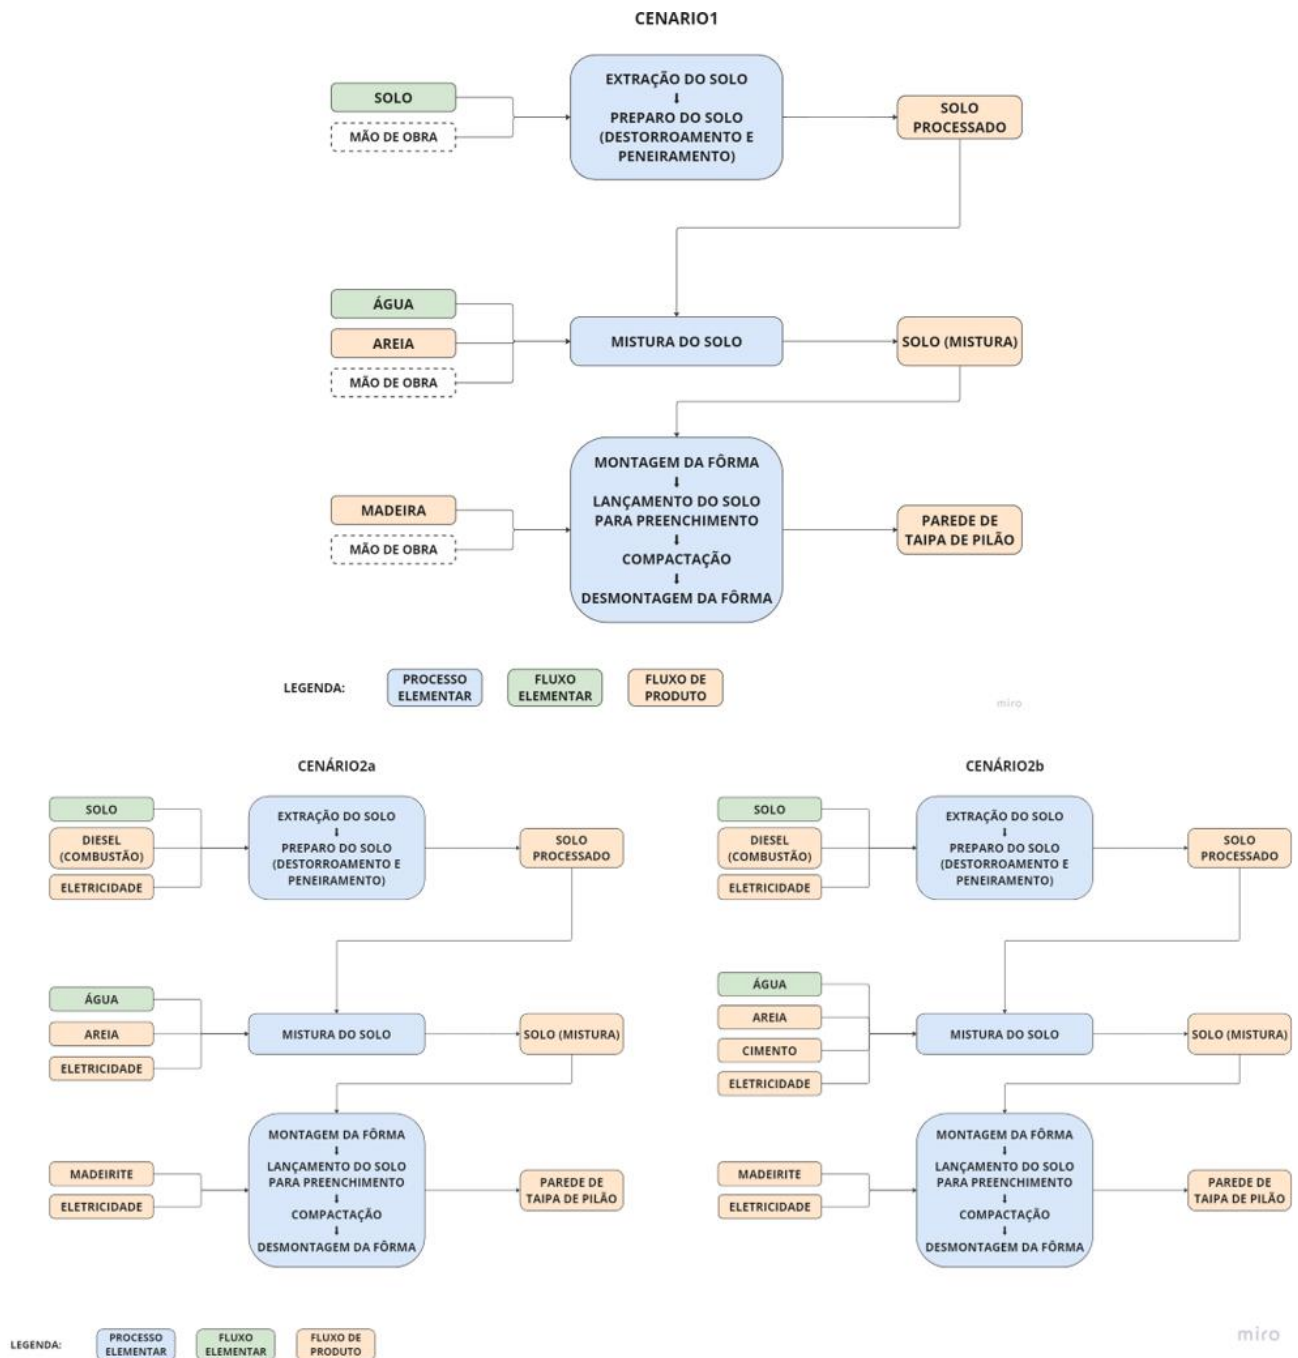 CENARIO1
SOLO
MÃO DE OBRA
EXTRAÇÃO DO SOLO
PREPARO DO SOLO
(DESTORROAMENTO E
PENEIRAMENTO)
SOLO
PROCESSADO
ÁGUA
AREIA
MÃO DE OBRA
MISTURA DO SOLO
SOLO (MISTURA)
MADEIRA
MÃO DE OBRA
MONTAGEM DA FÔRMA
LANÇAMENTO DO SOLO
PARA PREENCHIMENTO
COMPACTAÇÃO
DESMONTAGEM DA FÔRMA
PAREDE DE
TAIPA DE PILÃO
LEGENDA:
PROCESSO
ELEMENTAR
FLUXO
ELEMENTAR
FLUXO DE
PRODUTO
miro
CENÁRIO2a
SOLO
DIESEL
(COMBUSTÃO)
ELETRICIDADE
EXTRAÇÃO DO SOLO
PREPARO DO SOLO
(DESTORROAMENTO E
PENEIRAMENTO)
SOLO
PROCESSADO
ÁGUA
AREIA
ELETRICIDADE
MISTURA DO SOLO
SOLO (MISTURA)
MADEIRITE
ELETRICIDADE
MONTAGEM DA FÔRMA
LANÇAMENTO DO SOLO
PARA PREENCHIMENTO
COMPACTAÇÃO
DESMONTAGEM DA FÔRMA
PAREDE DE
TAIPA DE PILÃO
CENÁRIO2b
SOLO
DIESEL
(COMBUSTÃO)
ELETRICIDADE
EXTRAÇÃO DO SOLO
PREPARO DO SOLO
(DESTORROAMENTO E
PENEIRAMENTO)
SOLO
PROCESSADO
ÁGUA
AREIA
CIMENTO
ELETRICIDADE
MISTURA DO SOLO
SOLO (MISTURA)
MADEIRITE
ELETRICIDADE
MONTAGEM DA FÔRMA
LANÇAMENTO DO SOLO
PARA PREENCHIMENTO
COMPACTAÇÃO
DESMONTAGEM DA FÔRMA
PAREDE DE
TAIPA DE PILÃO
LEGENDA:
PROCESSO
ELEMENTAR
FLUXO
ELEMENTAR
FLUXO DE
PRODUTO
miro